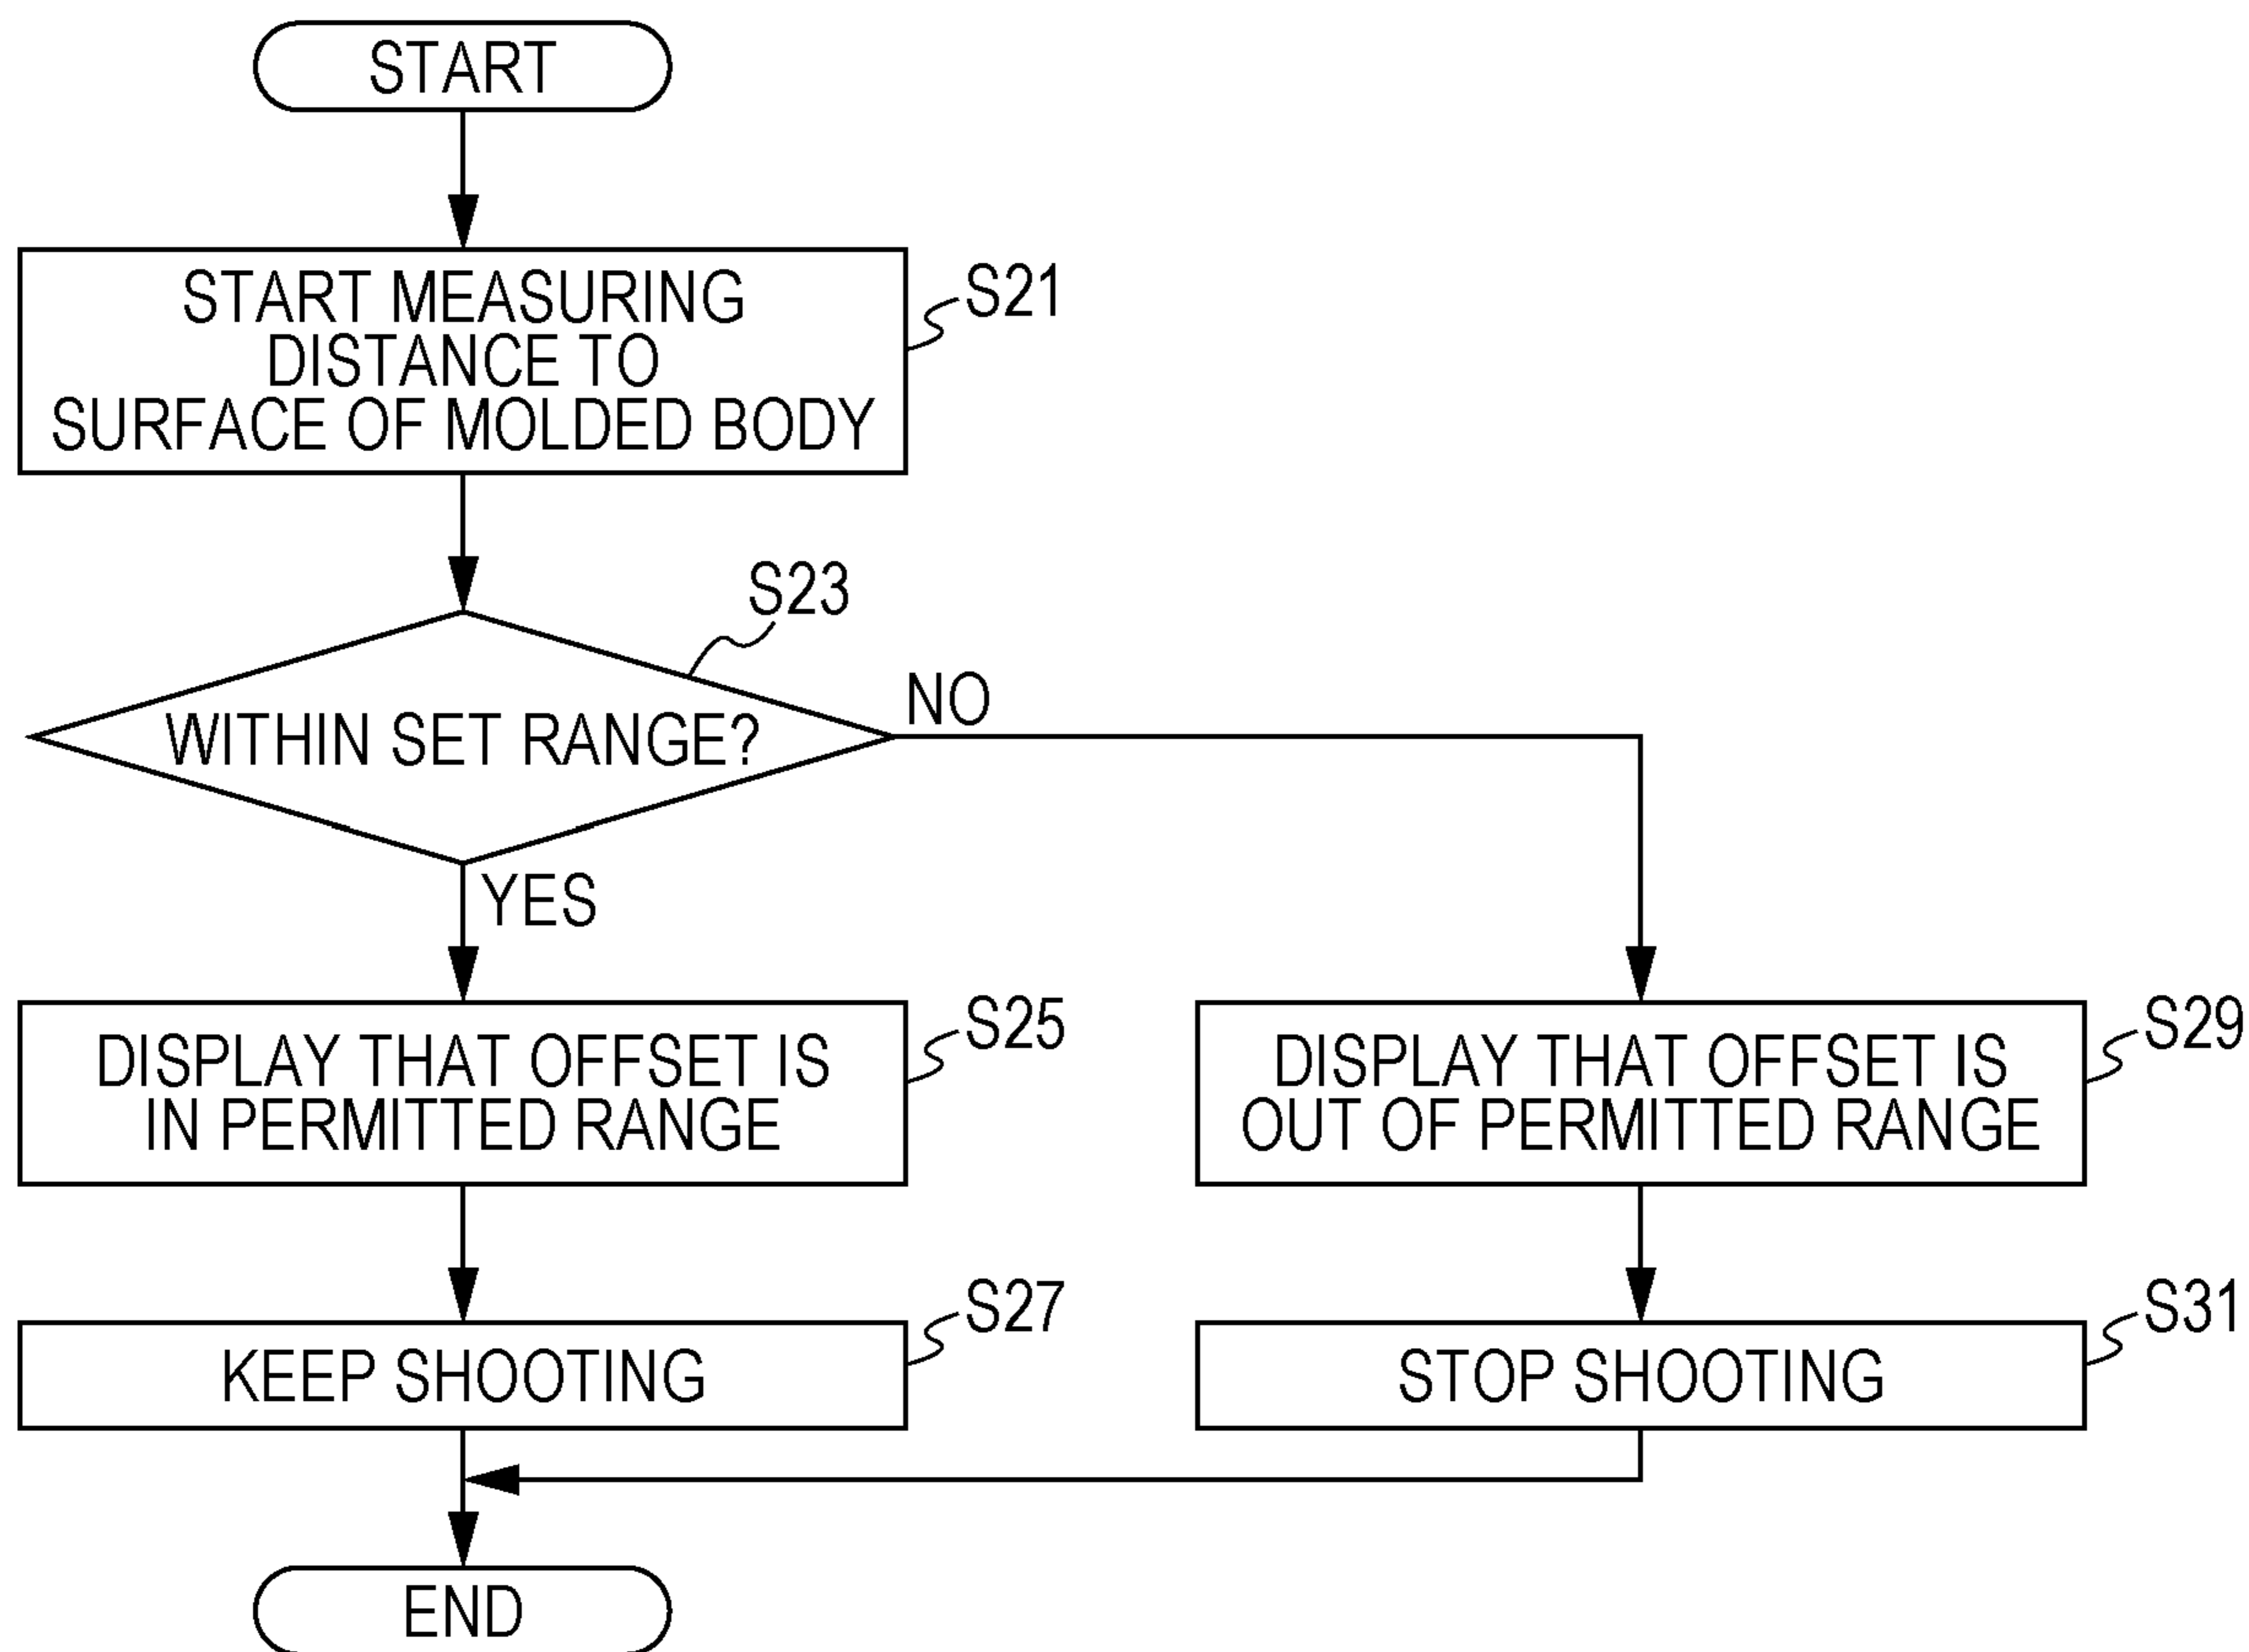 START
START MEASURING
DISTANCE TO
SURFACE OF MOLDED BODY
S21
S23
WITHIN SET RANGE?
NO
YES
DISPLAY THAT OFFSET IS
IN PERMITTED RANGE
S25
DISPLAY THAT OFFSET IS
OUT OF PERMITTED RANGE
S29
KEEP SHOOTING
S27
STOP SHOOTING
S31
END